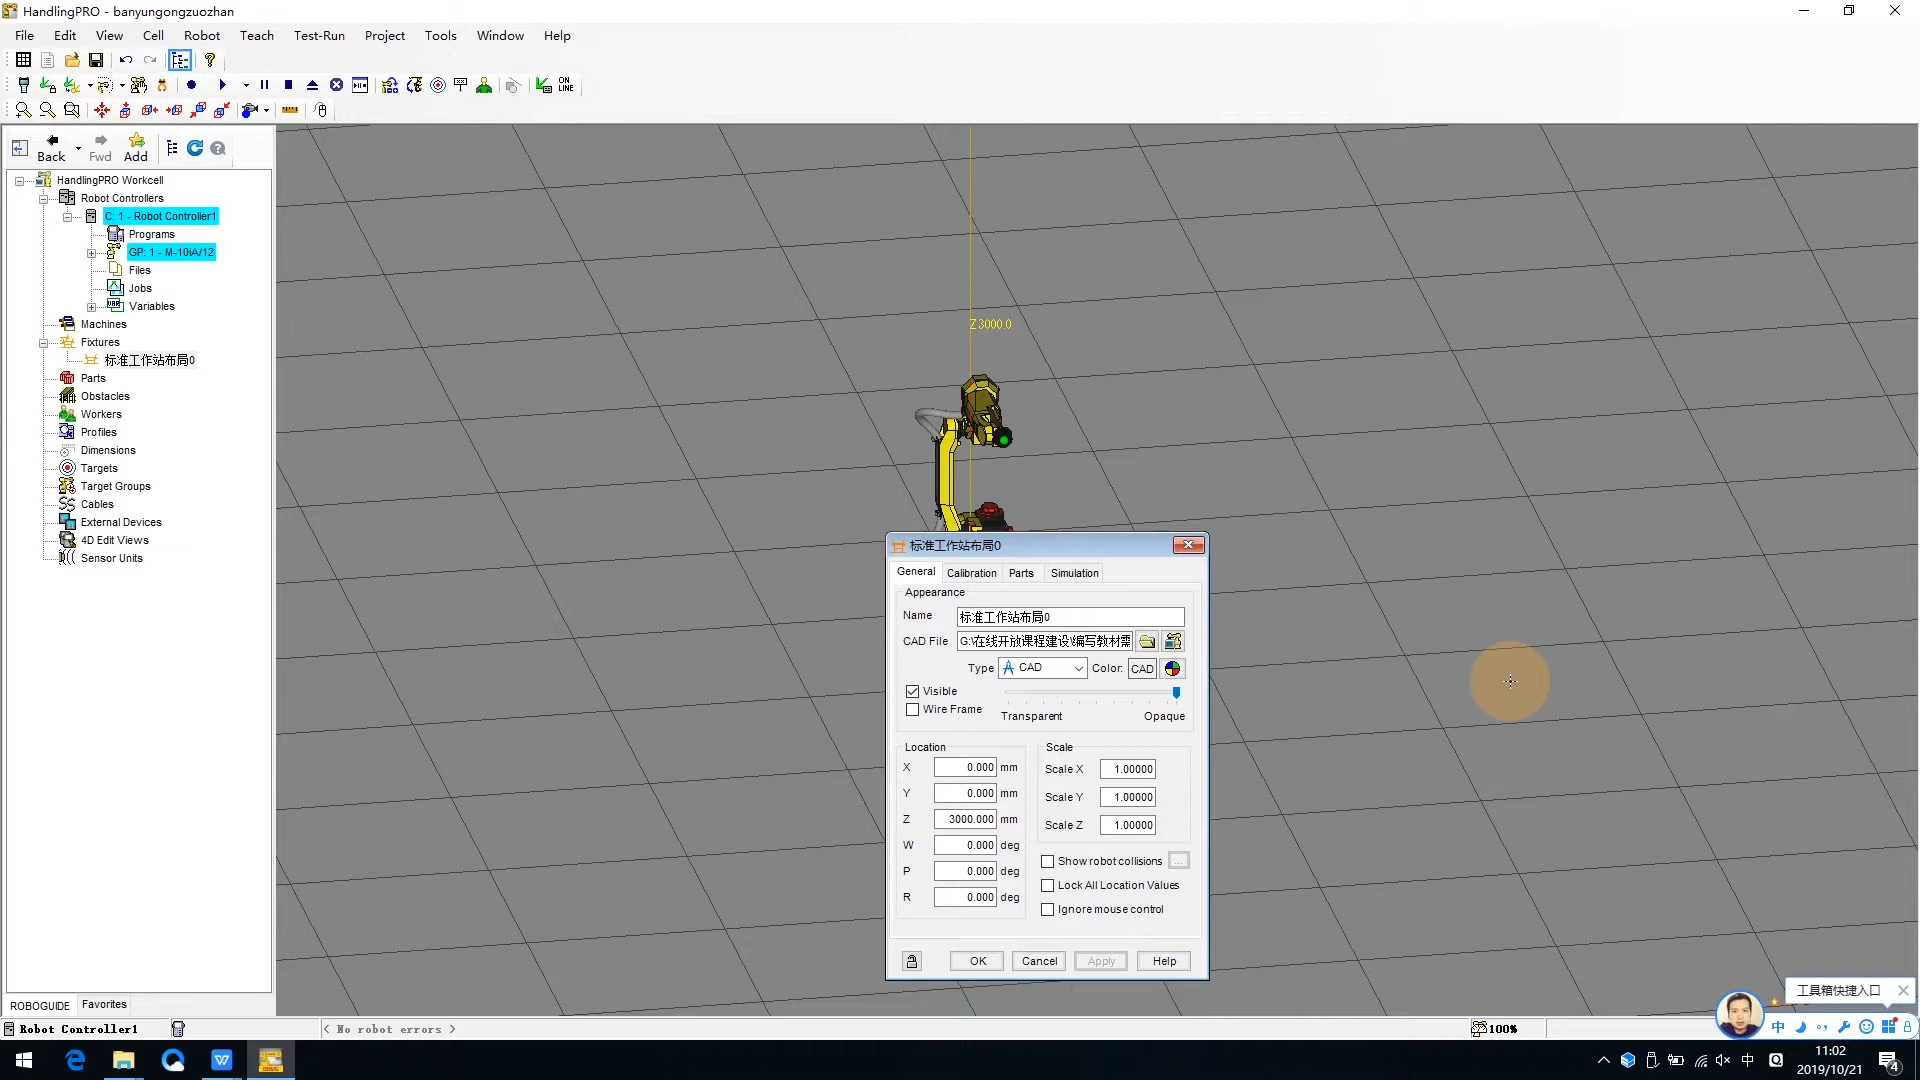 HandlingPRO - banyungongzuozhan
File Edit View Cell Robot Teach Test-Run Project Tools Window Help
ON
LINE
Back Fwd Add
HandlingPRO Workcell
Robot Controllers
C: 1 - Robot Controller1
Programs
GP: 1 - M-10iA/12
Files
Jobs
Variables
Machines
Fixtures
标准工作站布局0
Parts
Obstacles
Workers
Profiles
Dimensions
Targets
Target Groups
Cables
External Devices
4D Edit Views
Sensor Units
Z3000.0
标准工作站布局0
General Calibration Parts Simulation
Appearance
Name 标准工作站布局0
CAD File G:\在线开放课程建设\编写教材需
Type CAD Color: CAD
Visible
Wire Frame
Transparent Opaque
Location Scale
X 0.000 mm Scale X 1.00000
Y 0.000 mm Scale Y 1.00000
Z 3000.000 mm Scale Z 1.00000
W 0.000 deg
P 0.000 deg Show robot collisions ...
R 0.000 deg Lock All Location Values
Ignore mouse control
OK Cancel Apply Help
ROBOGUIDE Favorites
工具箱快捷入口
Robot Controller1 < No robot errors > 100%
中
中
11:02
2019/10/21
4